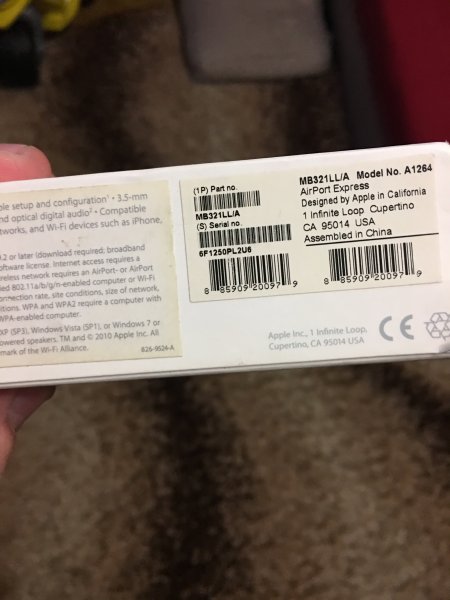 ple setup and configuration¹ • 3.5-mm
nd optical digital audio² • Compatible
tworks, and Wi-Fi devices such as iPhone,
.2 or later (download required; broadband
oftware license. Internet access requires a
wireless network requires an AirPort- or AirPort
ied 802.11a/b/g/n-enabled computer or Wi-Fi
onnection rate, site conditions, size of network,
itions. WPA and WPA2 require a computer with
WPA-enabled computer.
XP (SP3), Windows Vista (SP1), or Windows 7 or
powered speakers. TM and © 2010 Apple Inc. All
mark of the Wi-Fi Alliance.
826-9524-A
(1P) Part no.
MB321LL/A
(S) Serial no.
6F1250PL2U6
8 85909 20097 9
MB321LL/A Model No. A1264
AirPort Express
Designed by Apple in California
1 Infinite Loop Cupertino
CA 95014 USA
Assembled in China
8 85909 20097 9
Apple Inc., 1 Infinite Loop,
Cupertino, CA 95014 USA
CE